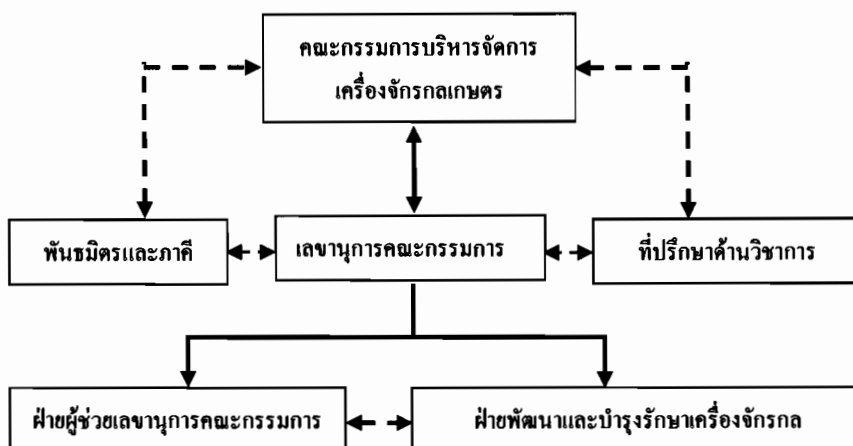 คณะกรรมการบริหารจัดการ
เครื่องจักรกลเกษตร
พันธมิตรและภาคี
เลขานุการคณะกรรมการ
ที่ปรึกษาด้านวิชาการ
ฝ่ายผู้ช่วยเลขานุการคณะกรรมการ
ฝ่ายพัฒนาและบำรุงรักษาเครื่องจักรกล